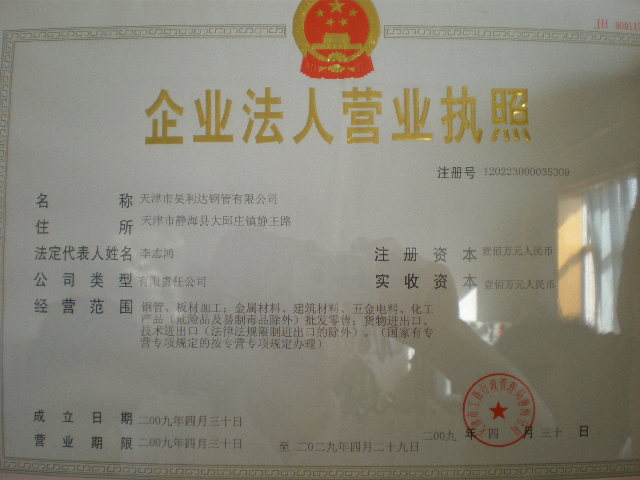 企业法人营业执照
注册号 120223000035309
名称 天津市昊利达钢管有限公司
住所 天津市静海县大邱庄镇静王路
法定代表人姓名 李志鸿 注册资本 壹佰万元人民币
公司类型 有限责任公司 实收资本 壹佰万元人民币
经营范围 钢管、板材加工；金属材料、建筑材料、五金电料、化工
产品（危险品及易制毒品除外）批发零售；货物进出口、
技术进出口（法律法规限制进出口的除外）。（国家有专
营专项规定的按专营专项规定办理）
成立日期 二00九年四月三十日
营业期限 二00九年四月三十日 至 二0二九年四月二十九日
二00九 年 四 月 三十 日